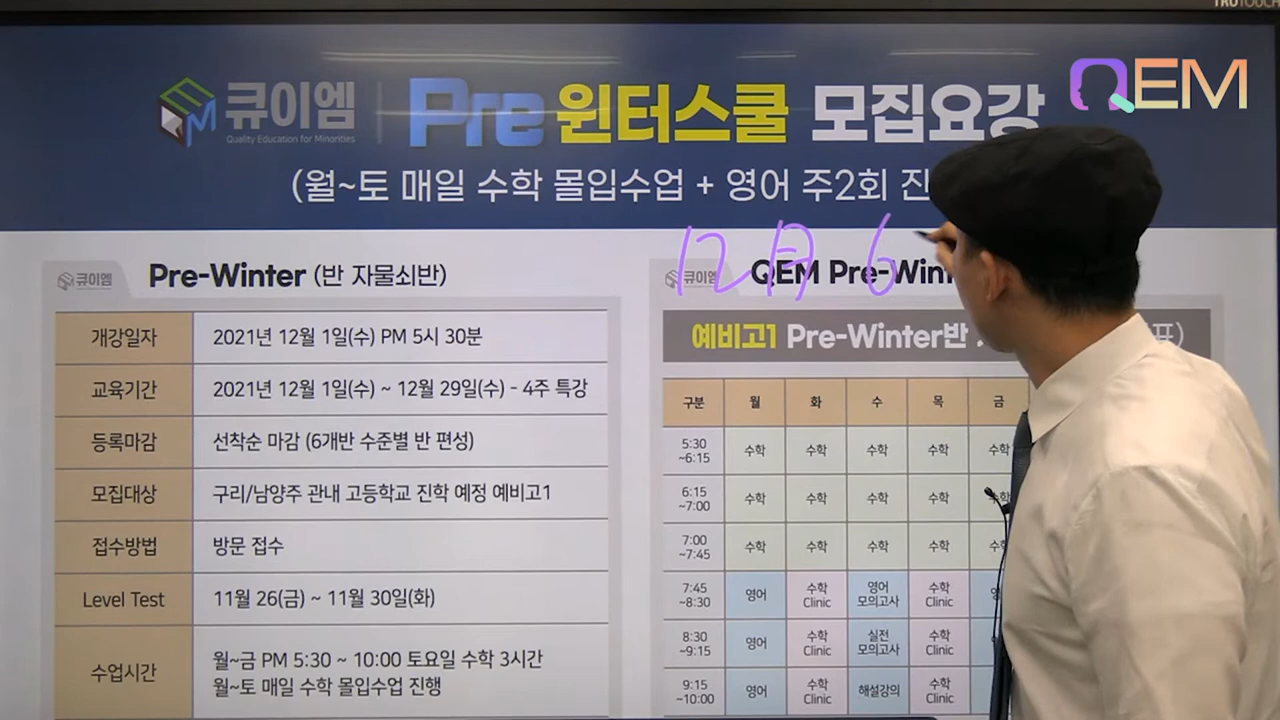 TRUTOUCH
QEM
큐이엠
Quality Education for Minorities
Pre 윈터스쿨 모집요강
(월~토 매일 수학 몰입수업 + 영어 주2회 진
12月 6
큐이엠 Pre-Winter (반 자물쇠반)
개강일자 2021년 12월 1일(수) PM 5시 30분
교육기간 2021년 12월 1일(수) ~ 12월 29일(수) - 4주 특강
등록마감 선착순 마감 (6개반 수준별 반 편성)
모집대상 구리/남양주 관내 고등학교 진학 예정 예비고1
접수방법 방문 접수
Level Test 11월 26(금) ~ 11월 30일(화)
수업시간 월~금 PM 5:30 ~ 10:00 토요일 수학 3시간
월~토 매일 수학 몰입수업 진행
큐이엠 QEM Pre-Win
예비고1 Pre-Winter반 표)
구분 월 화 수 목 금
5:30 ~6:15 수학 수학 수학 수학 수학
6:15 ~7:00 수학 수학 수학 수학 수학
7:00 ~7:45 수학 수학 수학 수학 수학
7:45 ~8:30 영어 수학 Clinic 영어 모의고사 수학 Clinic
8:30 ~9:15 영어 수학 Clinic 실전 모의고사 수학 Clinic
9:15 ~10:00 영어 수학 Clinic 해설강의 수학 Clinic